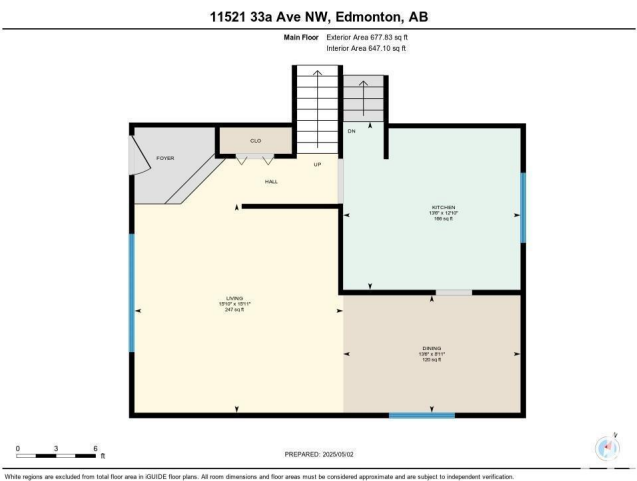 11521 33a Ave NW, Edmonton, AB
Main Floor Exterior Area 677.83 sq ft
Interior Area 647.10 sq ft
DN
CLO
FOYER
UP
HALL
KITCHEN
13'6" x 12'10"
166 sq ft
LIVING
15'10" x 15'11"
247 sq ft
DINING
13'6" x 8'11"
120 sq ft
0 3 6
ft
PREPARED: 2025/05/02
White regions are excluded from total floor area in iGUIDE floor plans. All room dimensions and floor areas must be considered approximate and are subject to independent verification.